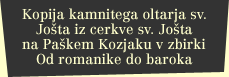 Kopija kamnitega oltarja sv.
Jošta iz cerkve sv. Jošta
na Paškem Kozjaku v zbirki
Od romanike do baroka